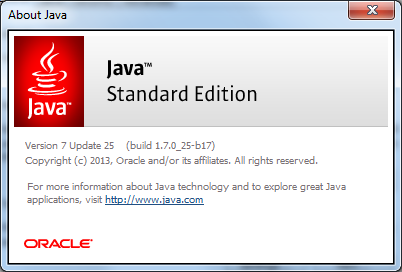 About Java
Java™
Java™
Standard Edition
Version 7 Update 25 (build 1.7.0_25-b17)
Copyright (c) 2013, Oracle and/or its affiliates. All rights reserved.
For more information about Java technology and to explore great Java
applications, visit http://www.java.com
ORACLE